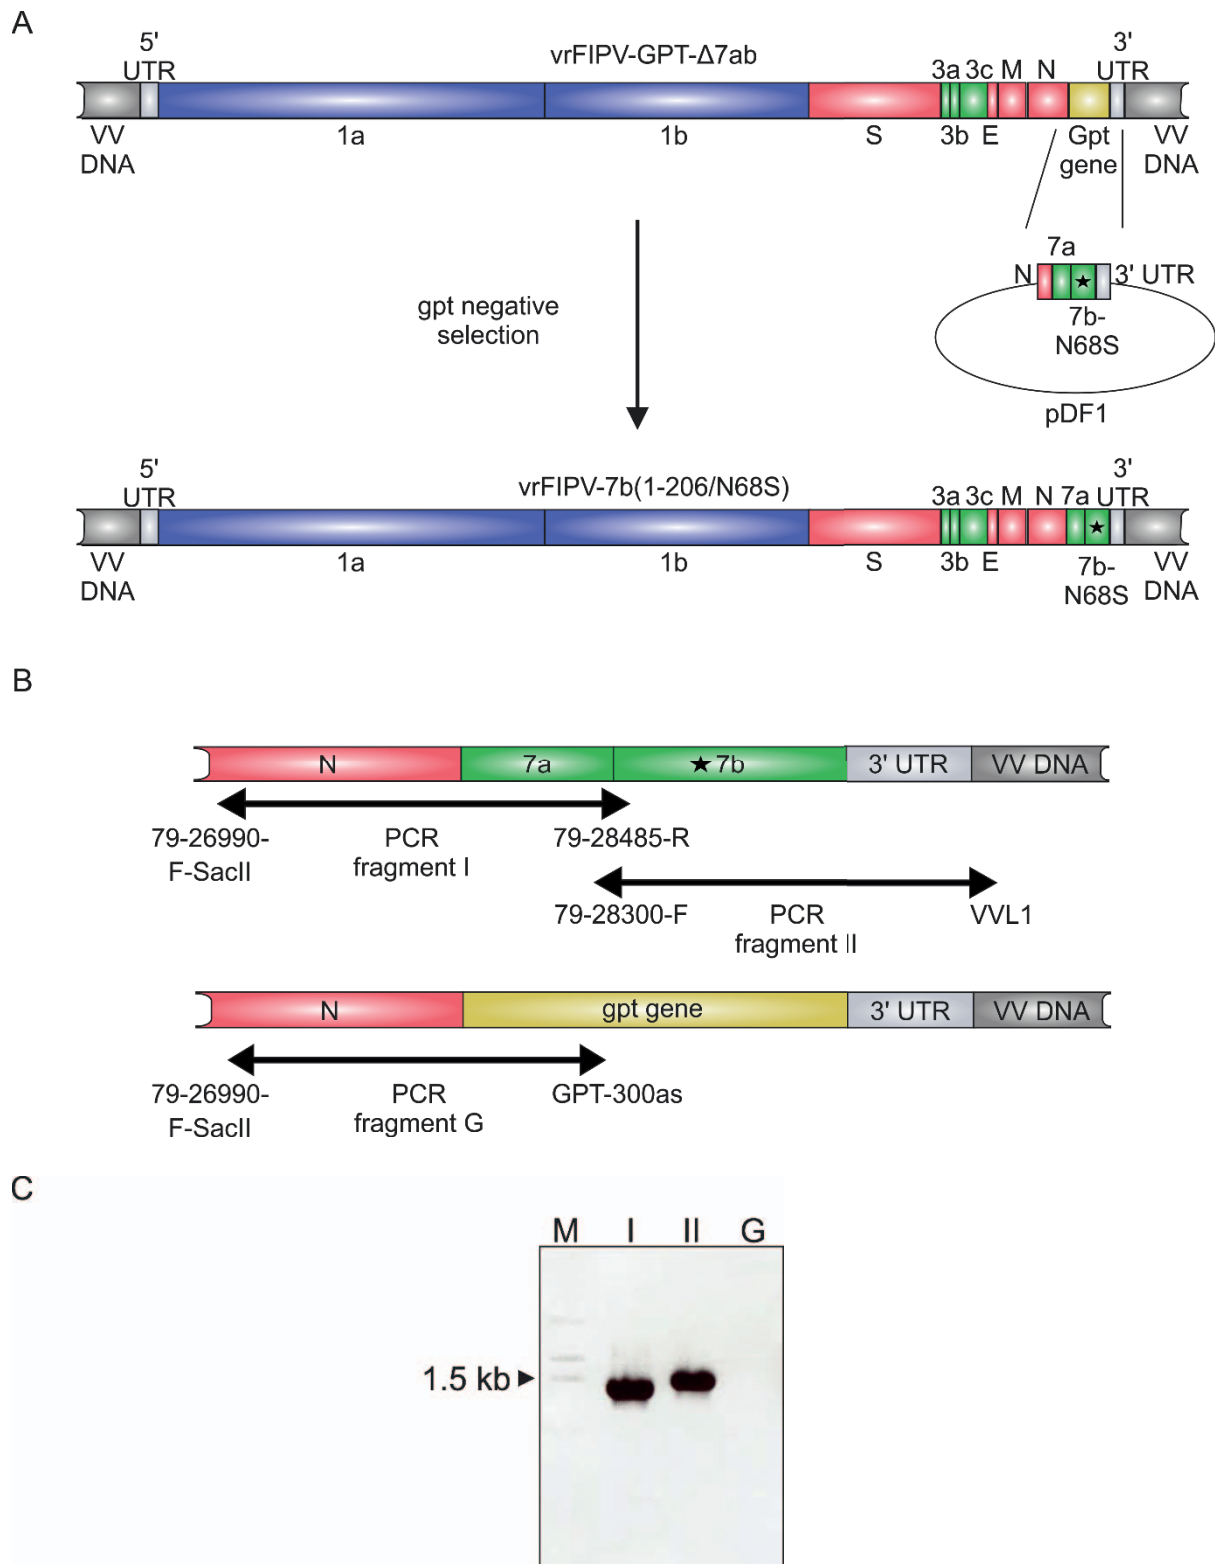 A
5'
UTR
vrFIPV-GPT-Δ7ab
3a 3c M N
3'
UTR
VV
DNA
1a
1b
S
3b E
Gpt
gene
VV
DNA
gpt negative
selection
7a
N
3' UTR
7b-
N68S
pDF1
5'
UTR
vrFIPV-7b(1-206/N68S)
3a 3c M N 7a
3'
UTR
VV
DNA
1a
1b
S
3b E
7b-
N68S
VV
DNA
B
N 7a 7b 3' UTR VV DNA
79-26990-
F-SacII
PCR
fragment I
79-28485-R
79-28300-F
PCR
fragment II
VVL1
N gpt gene 3' UTR VV DNA
79-26990-
F-SacII
PCR
fragment G
GPT-300as
C
M I II G
1.5 kb